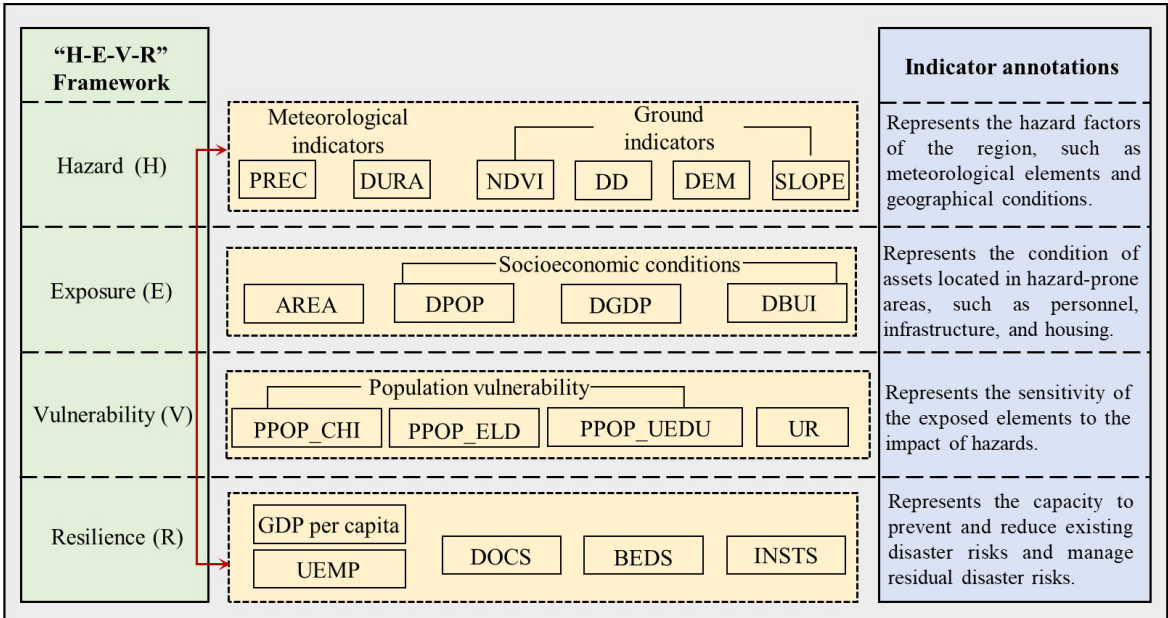 “H-E-V-R”
Framework
Indicator annotations
Hazard (H)
Meteorological
indicators
Ground
indicators
PREC
DURA
NDVI
DD
DEM
SLOPE
Represents the hazard factors
of the region, such as
meteorological elements and
geographical conditions.
Exposure (E)
Socioeconomic conditions
AREA
DPOP
DGDP
DBUI
Represents the condition of
assets located in hazard-prone
areas, such as personnel,
infrastructure, and housing.
Vulnerability (V)
Population vulnerability
PPOP_CHI
PPOP_ELD
PPOP_UEDU
UR
Represents the sensitivity of
the exposed elements to the
impact of hazards.
Resilience (R)
GDP per capita
UEMP
DOCS
BEDS
INSTS
Represents the capacity to
prevent and reduce existing
disaster risks and manage
residual disaster risks.